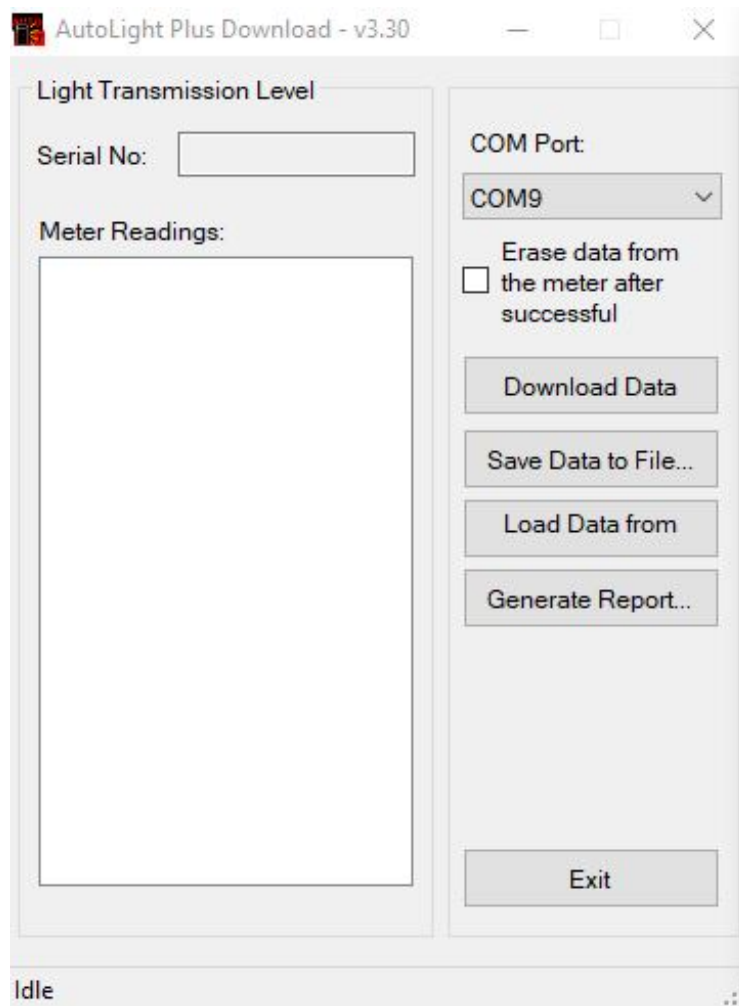 AutoLight Plus Download - v3.30
Light Transmission Level
Serial No:
Meter Readings:
COM Port:
COM9
Erase data from
the meter after
successful
Download Data
Save Data to File...
Load Data from
Generate Report...
Exit
Idle